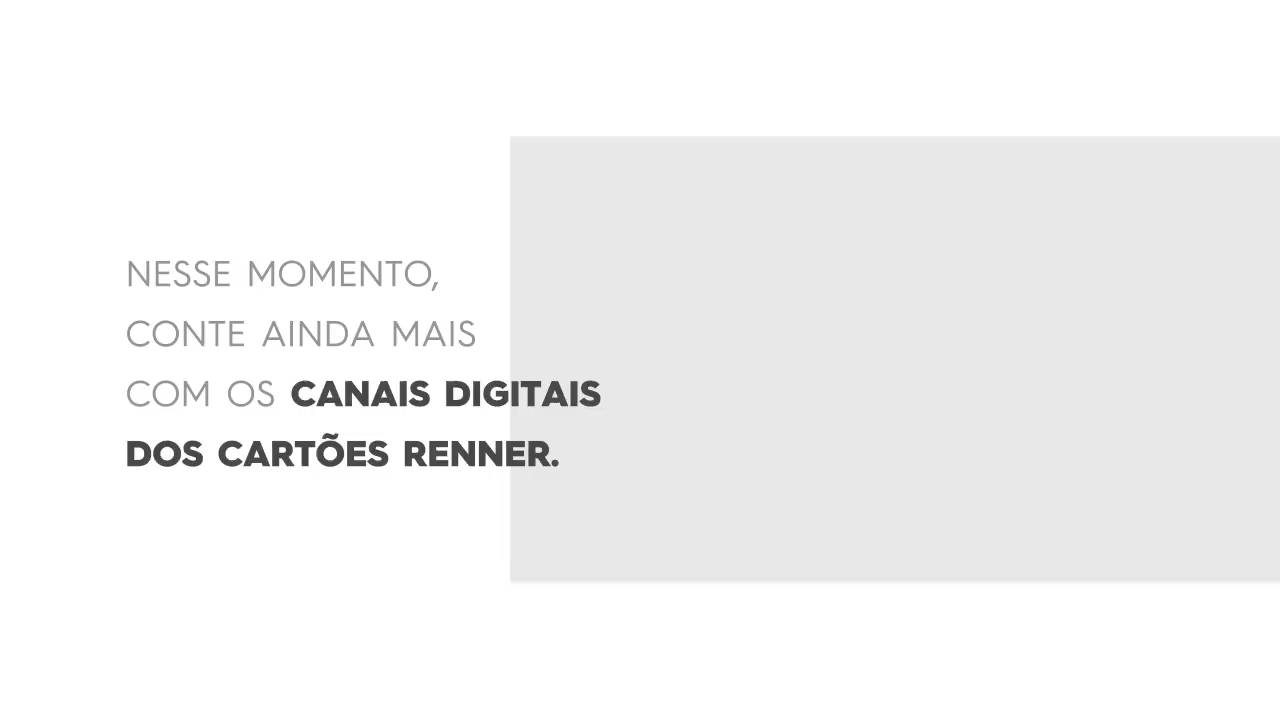 NESSE MOMENTO,
CONTE AINDA MAIS
COM OS CANAIS DIGITAIS
DOS CARTÕES RENNER.